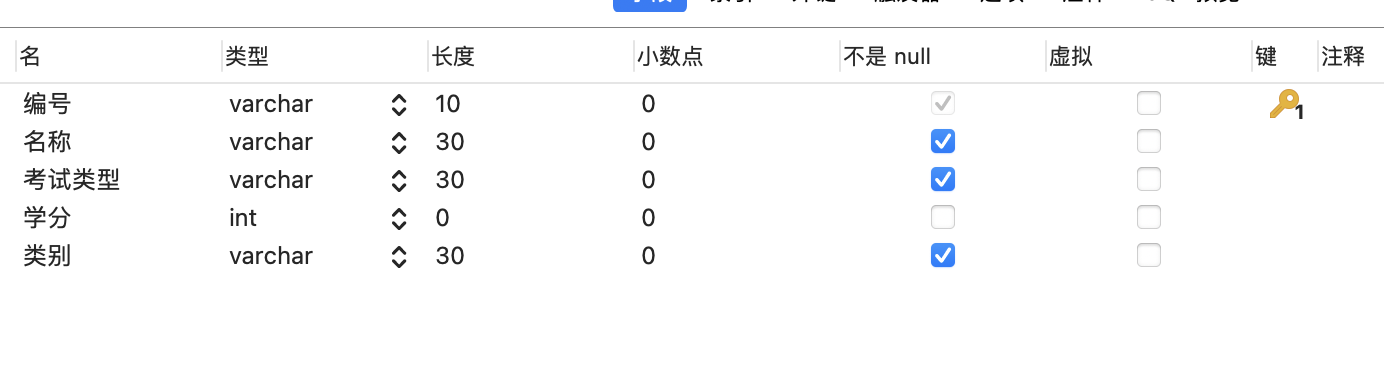 名 类型 长度 小数点 不是 null 虚拟 键 注释
编号 varchar 10 0 1
名称 varchar 30 0
考试类型 varchar 30 0
学分 int 0 0
类别 varchar 30 0